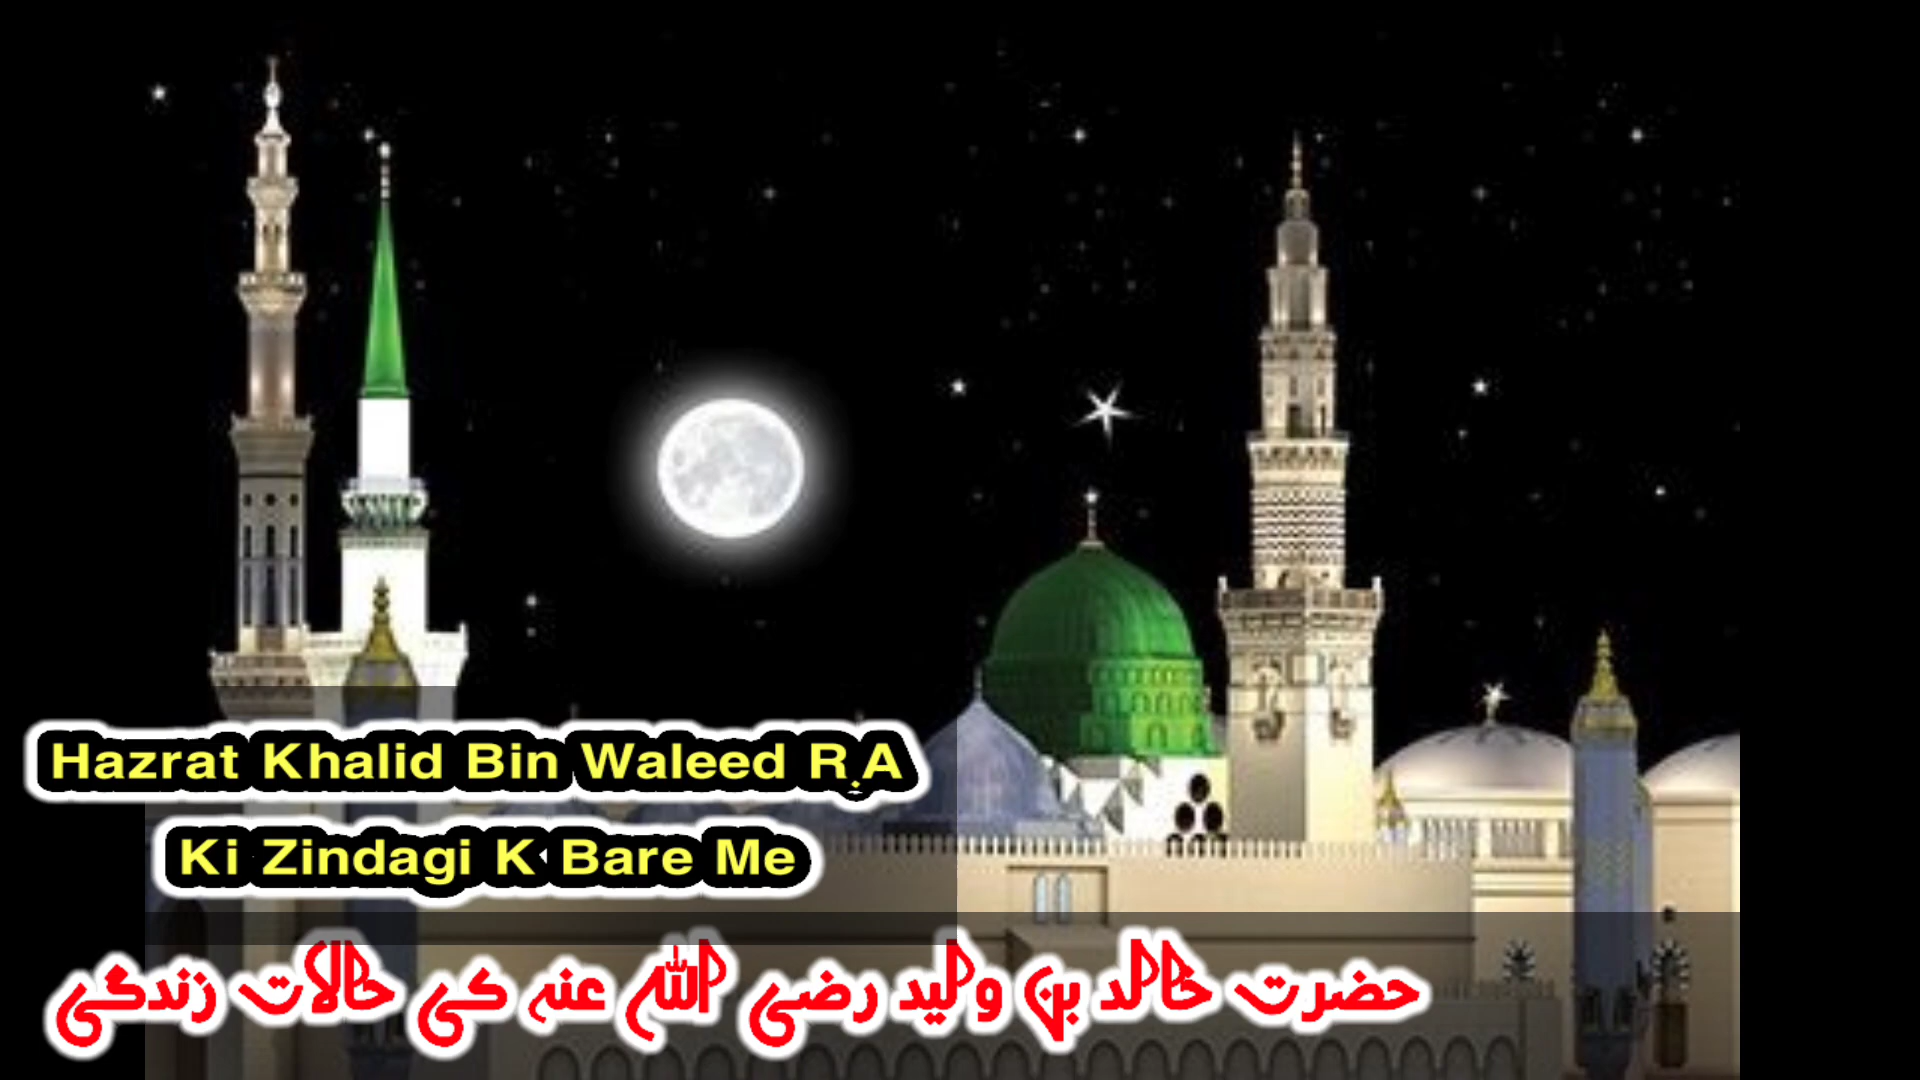 Hazrat Khalid Bin Waleed R.A
Ki Zindagi K Bare Me
حضرت خالد بن ولید رضی اللہ عنہ کی حالات زندگی